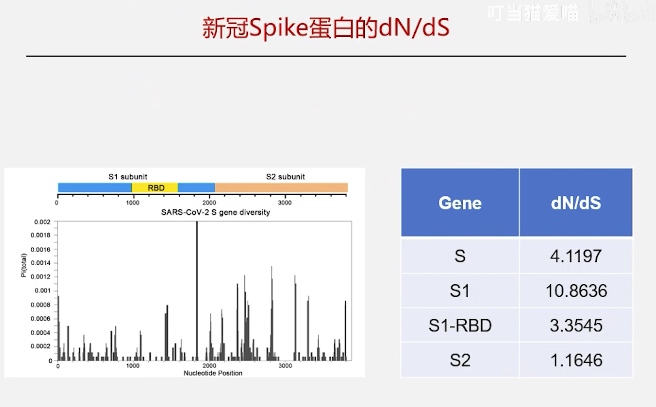 叮当猫爱喵
新冠Spike蛋白的dN/dS
S1 subunit S2 subunit
RBD
0 1000 2000 3000
SARS-CoV-2 S gene diversity
0.002
0.0018
0.0016
0.0014
0.0012
0.001
0.0008
0.0006
0.0004
0.0002
0
Pi(total)
0 1000 2000 3000
Nucleotide Position
Gene dN/dS
S 4.1197
S1 10.8636
S1-RBD 3.3545
S2 1.1646